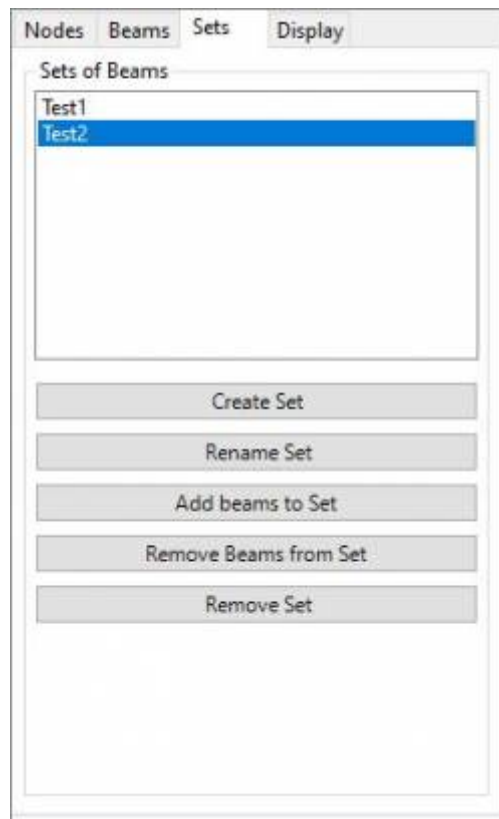 Nodes Beams Sets Display
Sets of Beams
Test1
Test2
Create Set
Rename Set
Add beams to Set
Remove Beams from Set
Remove Set